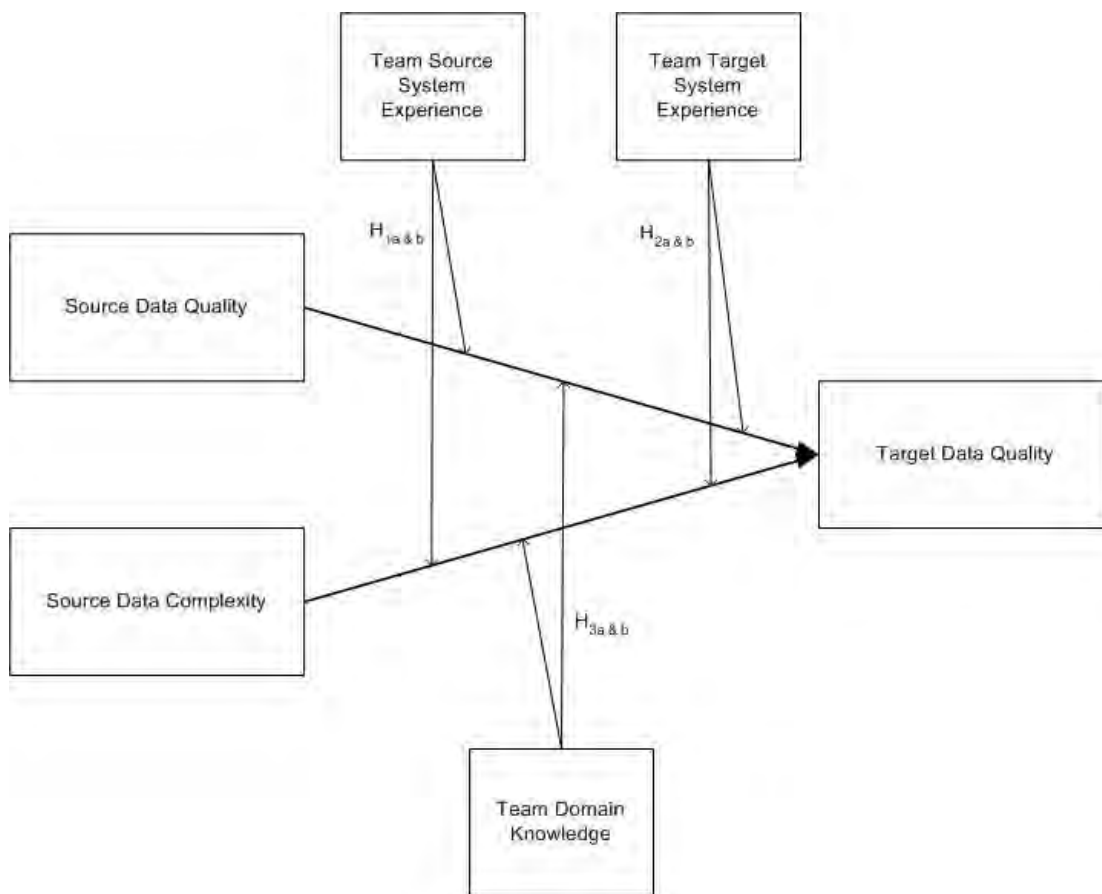 Team Source
System
Experience
Team Target
System
Experience
H1a & b
H2a & b
Source Data Quality
Target Data Quality
Source Data Complexity
H3a & b
Team Domain
Knowledge